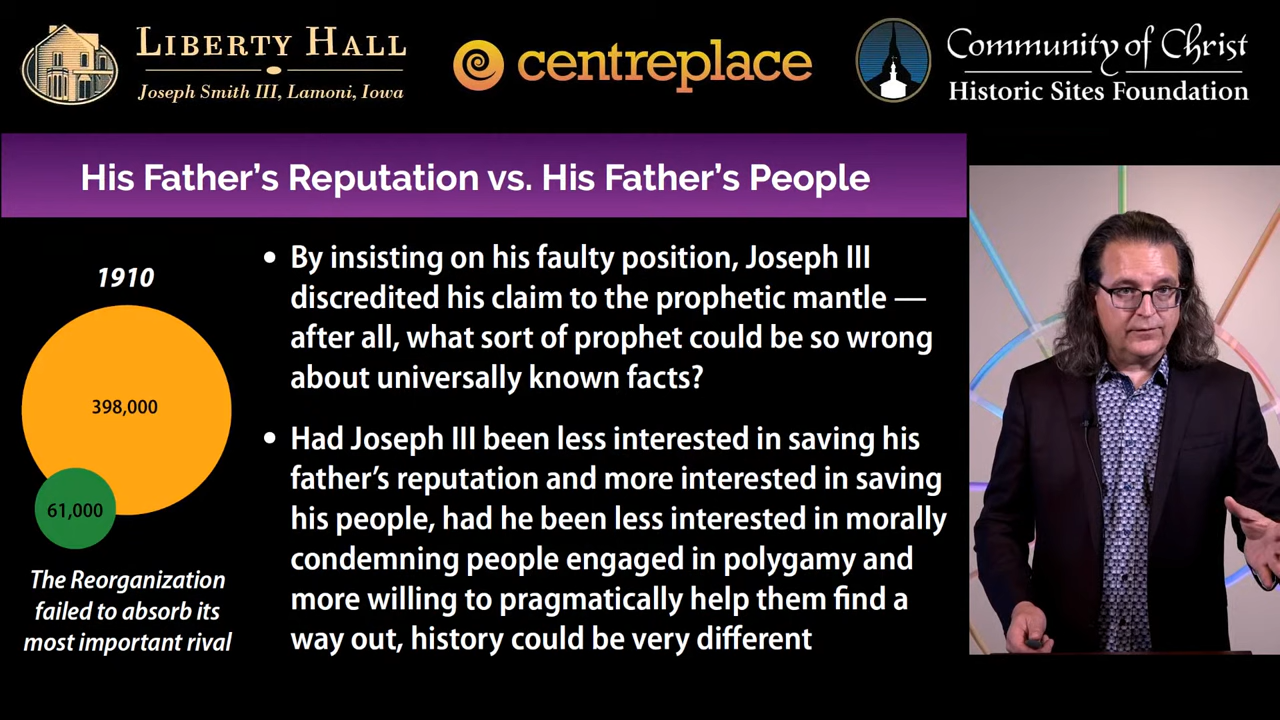 LIBERTY HALL
Joseph Smith III, Lamoni, Iowa
centreplace
Community of Christ
Historic Sites Foundation
His Father's Reputation vs. His Father's People
1910
398,000
61,000
The Reorganization
failed to absorb its
most important rival
• By insisting on his faulty position, Joseph III
discredited his claim to the prophetic mantle —
after all, what sort of prophet could be so wrong
about universally known facts?
• Had Joseph III been less interested in saving his
father's reputation and more interested in saving
his people, had he been less interested in morally
condemning people engaged in polygamy and
more willing to pragmatically help them find a
way out, history could be very different